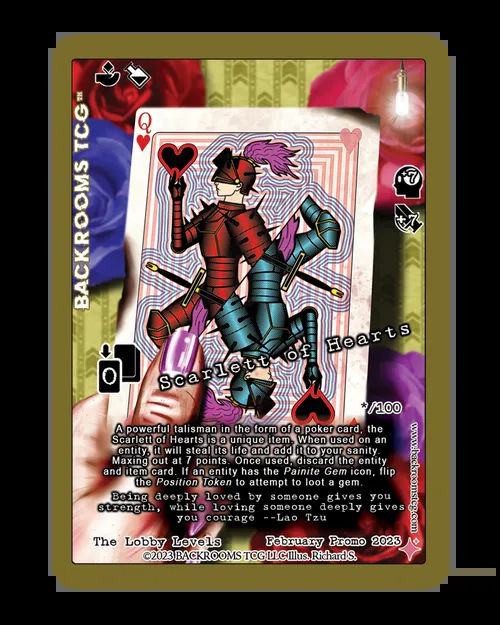 BACKROOMS TCG™
Q
+7
0
Scarlett of Hearts
*/100
A powerful talisman in the form of a poker card, the
Scarlett of Hearts is a unique item. When used on an
entity, it will steal its life and add it to your sanity.
Maxing out at 7 points. Once used, discard the entity
and item card. If an entity has the Painite Gem icon, flip
the Position Token to attempt to loot a gem.
Being deeply loved by someone gives you
strength, while loving someone deeply gives
you courage --Lao Tzu
www.backroomstcg.com
The Lobby Levels February Promo 2023
©2023 BACKROOMS TCG LLC Illus. Richard S.